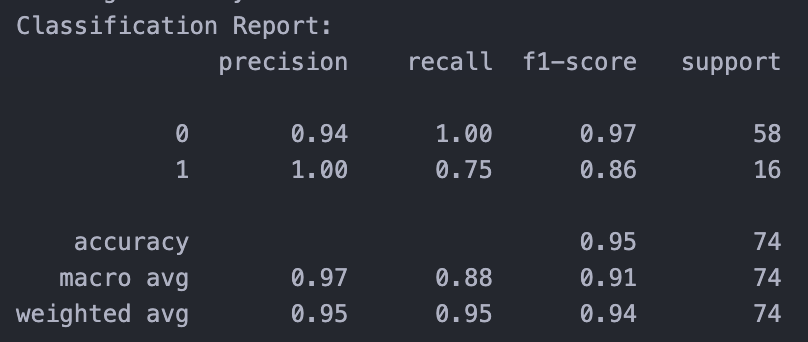 Classification Report:
precision recall f1-score support
0 0.94 1.00 0.97 58
1 1.00 0.75 0.86 16
accuracy 0.95 74
macro avg 0.97 0.88 0.91 74
weighted avg 0.95 0.95 0.94 74